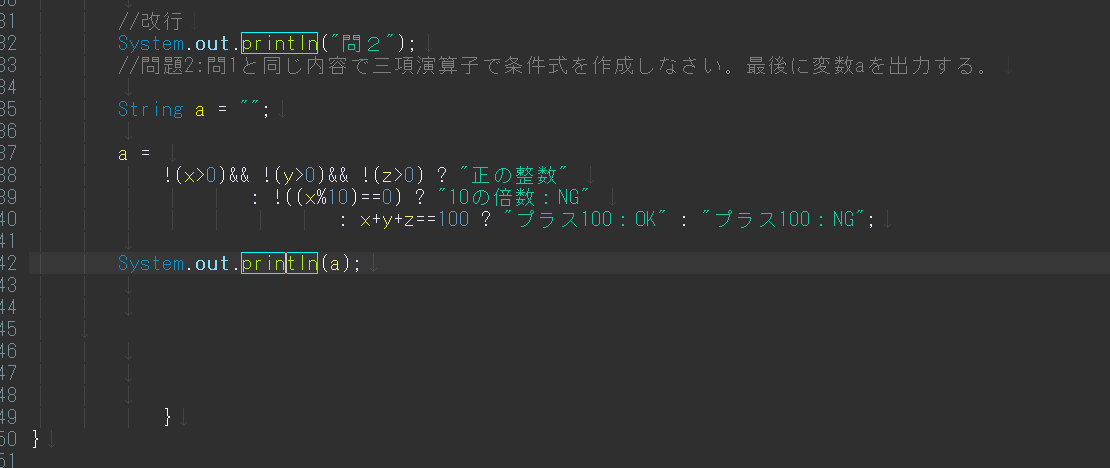 31 //改行
32 System.out.println("問２");
33 //問題2:問1と同じ内容で三項演算子で条件式を作成しなさい。最後に変数aを出力する。
34
35 String a = "";
36
37 a =
38 !(x>0)&& !(y>0)&& !(z>0) ? "正の整数"
39 : !((x%10)==0) ? "10の倍数：NG"
40 : x+y+z==100 ? "プラス100：OK" : "プラス100：NG";
41
42 System.out.println(a);
43
44
45
46
47
48
49 }
50 }
51